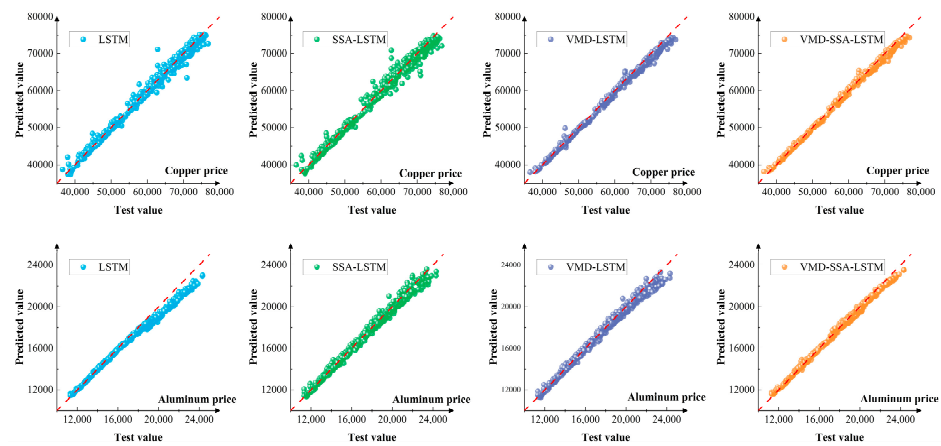 80000
70000
60000
50000
40000
Predicted value
LSTM
Copper price
40,000 50,000 60,000 70,000 80,000
Test value
80000
70000
60000
50000
40000
Predicted value
SSA-LSTM
Copper price
40,000 50,000 60,000 70,000 80,000
Test value
80000
70000
60000
50000
40000
Predicted value
VMD-LSTM
Copper price
40,000 50,000 60,000 70,000 80,000
Test value
80000
70000
60000
50000
40000
Predicted value
VMD-SSA-LSTM
Copper price
40,000 50,000 60,000 70,000 80,000
Test value
24000
20000
16000
12000
Predicted value
LSTM
Aluminum price
12,000 16,000 20,000 24,000
Test value
24000
20000
16000
12000
Predicted value
SSA-LSTM
Aluminum price
12,000 16,000 20,000 24,000
Test value
24000
20000
16000
12000
Predicted value
VMD-LSTM
Aluminum price
12,000 16,000 20,000 24,000
Test value
24000
20000
16000
12000
Predicted value
VMD-SSA-LSTM
Aluminum price
12,000 16,000 20,000 24,000
Test value